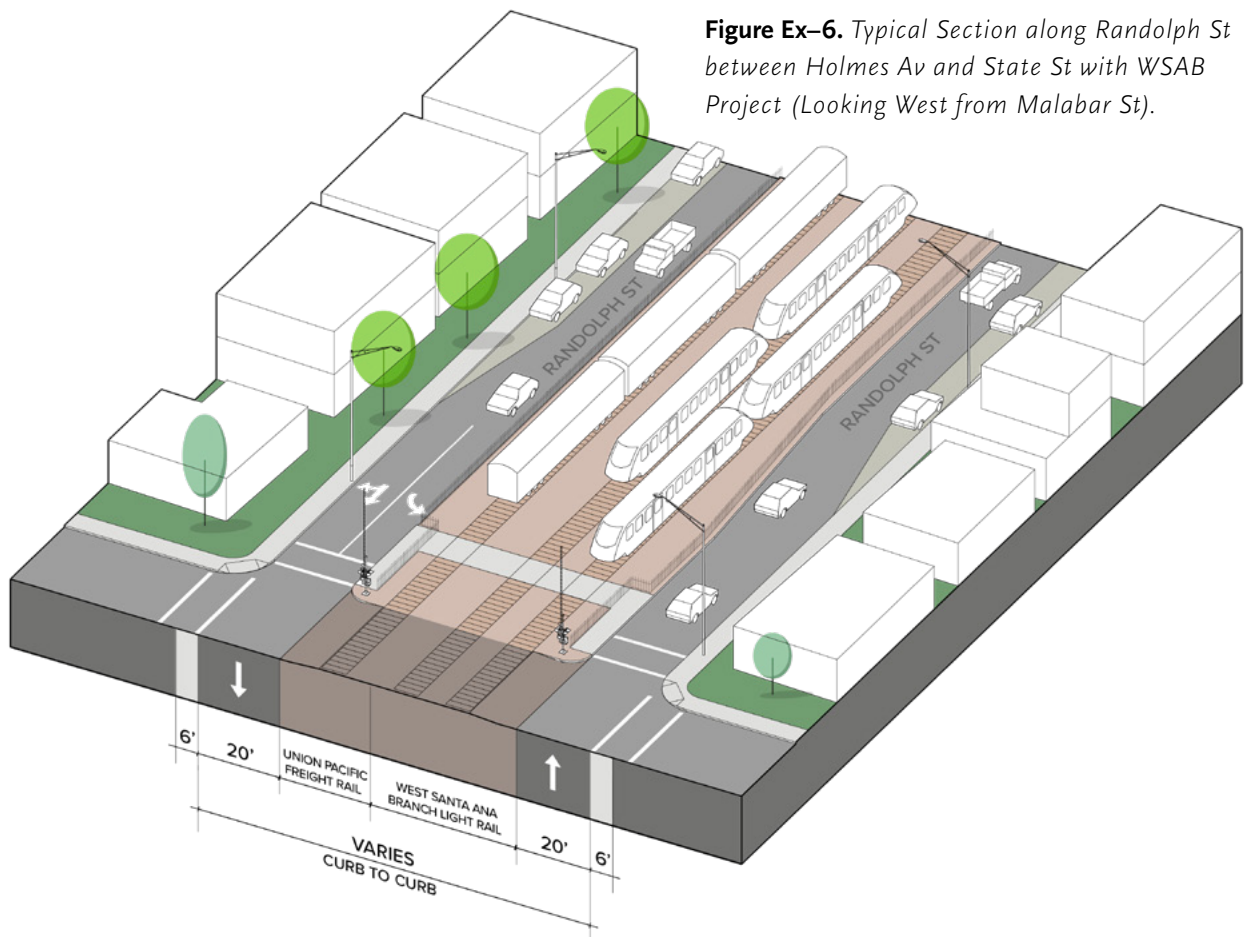 Figure Ex–6. Typical Section along Randolph St
between Holmes Av and State St with WSAB
Project (Looking West from Malabar St).
RANDOLPH ST
RANDOLPH ST
6'
20'
UNION PACIFIC
FREIGHT RAIL
WEST SANTA ANA
BRANCH LIGHT RAIL
20'
6'
VARIES
CURB TO CURB